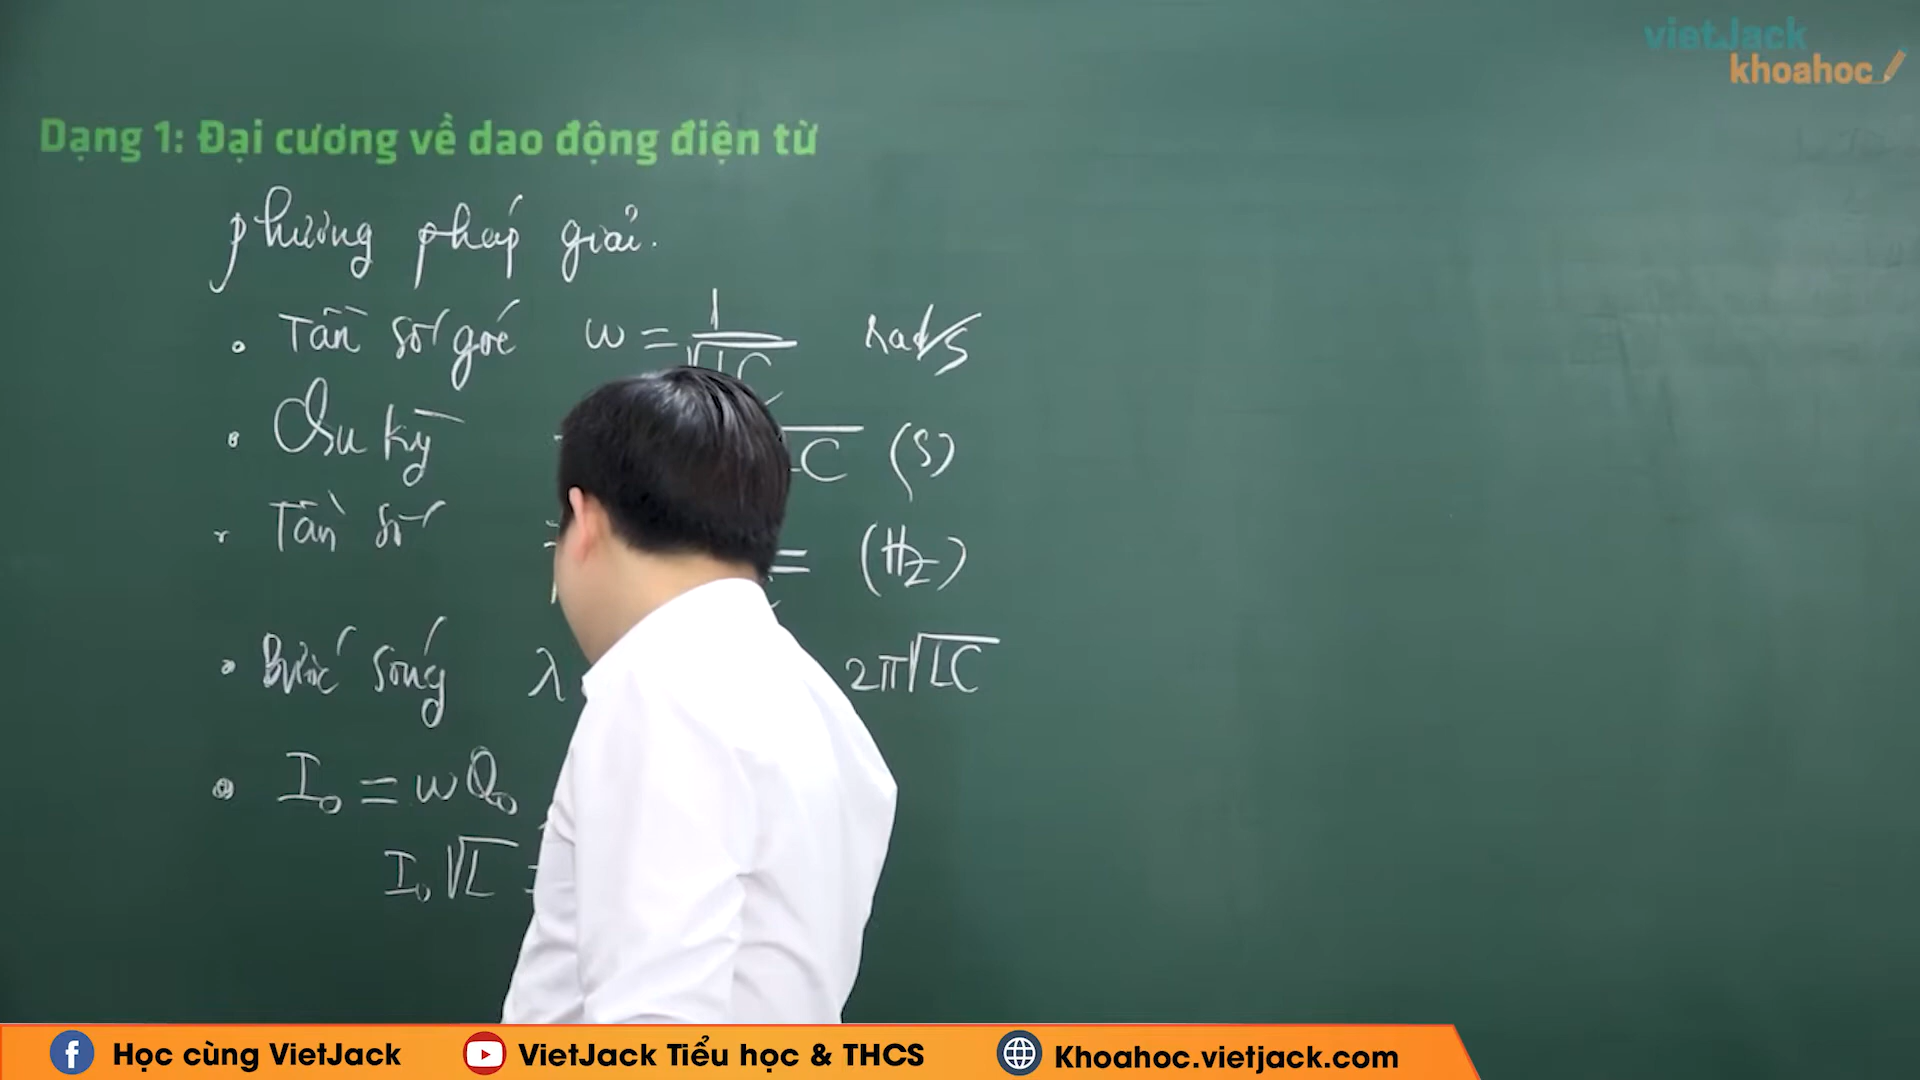 vietJack
khoahoc
Dạng 1: Đại cương về dao động điện từ
phương pháp giải.
Tần số góc ω = 1/√LC rad/s
Chu kỳ LC (s)
Tần số = (Hz)
Bước sóng λ 2π√LC
I₀ = ωQ₀
I₀√L =
Học cùng VietJack
VietJack Tiểu học & THCS
Khoahoc.vietjack.com